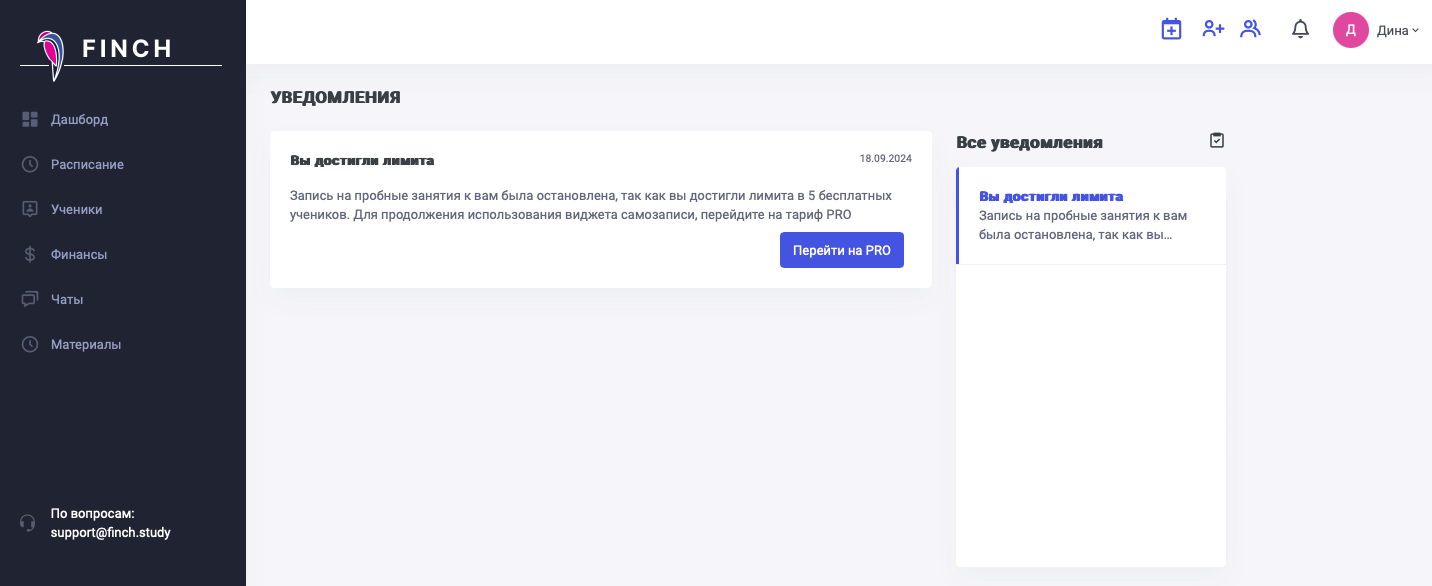 FINCH
Дашборд
Расписание
Ученики
Финансы
Чаты
Материалы
По вопросам:
support@finch.study
Д
Дина
УВЕДОМЛЕНИЯ
Вы достигли лимита
18.09.2024
Запись на пробные занятия к вам была остановлена, так как вы достигли лимита в 5 бесплатных
учеников. Для продолжения использования виджета самозаписи, перейдите на тариф PRO
Перейти на PRO
Все уведомления
Вы достигли лимита
Запись на пробные занятия к вам
была остановлена, так как вы...